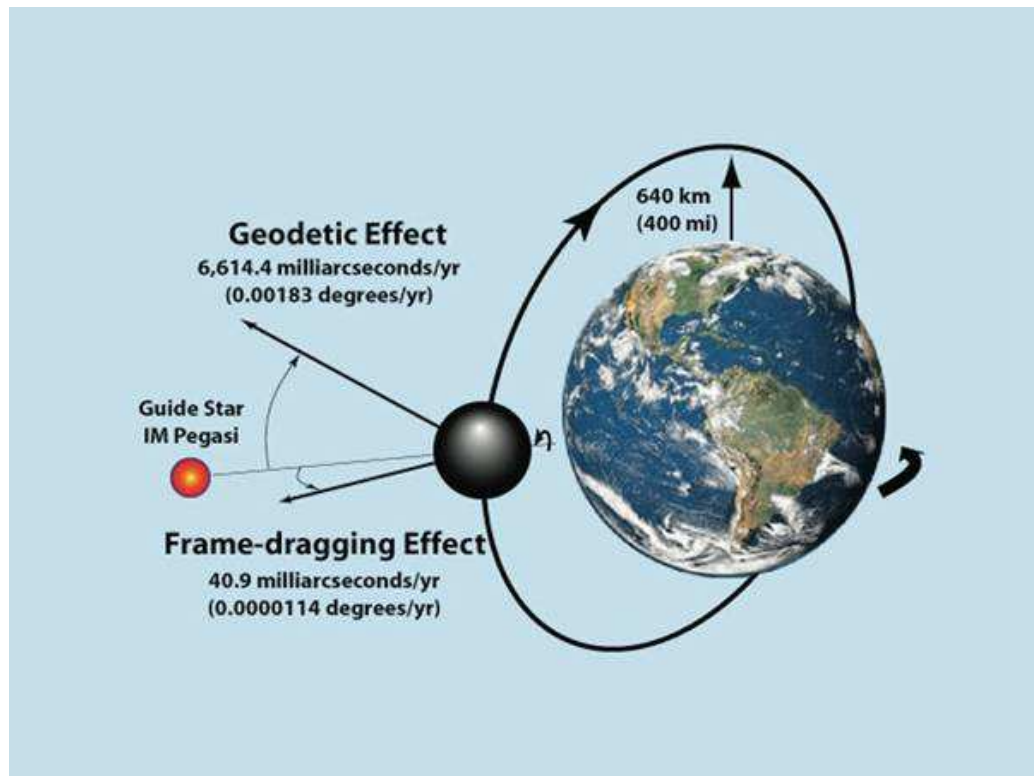 640 km
(400 mi)
Geodetic Effect
6,614.4 milliarcseconds/yr
(0.00183 degrees/yr)
Guide Star
IM Pegasi
Frame-dragging Effect
40.9 milliarcseconds/yr
(0.0000114 degrees/yr)